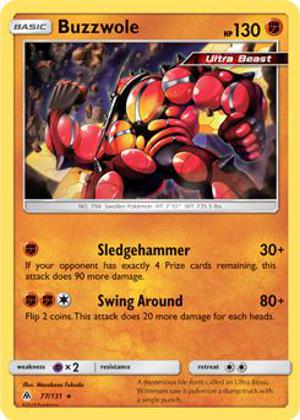 BASIC Buzzwole HP 130
Ultra Beast
NO. 794 Swollen Pokémon HT: 7'10" WT: 735.5 lbs.
Sledgehammer 30+
If your opponent has exactly 4 Prize cards remaining, this
attack does 90 more damage.
Swing Around 80+
Flip 2 coins. This attack does 20 more damage for each heads.
weakness ×2 resistance retreat
Illus. Masakazu Fukuda
77/131 ★
©2018 Pokémon
A mysterious life-form called an Ultra Beast.
Witnesses saw it pulverize a dump truck with
a single punch.